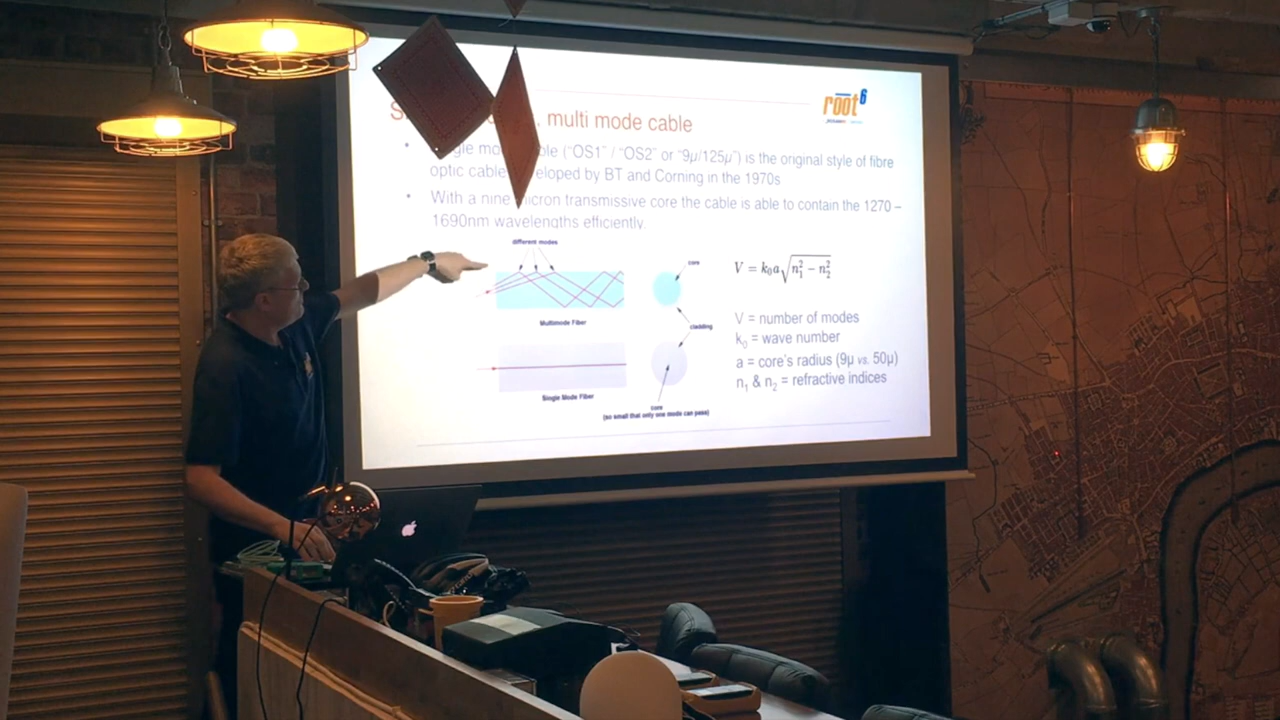 root6
multi mode cable
("OS1" / "OS2" or "9µ/125µ") is the original style of fibre
optic cable by BT and Corning in the 1970s
With a nine micron transmissive core the cable is able to contain the 1270 –
1690nm wavelengths efficiently.
different modes
core
Multimode Fiber
cladding
Single Mode Fiber
core
(so small that only one mode can pass)
V = k₀a√n₁² − n₂²
V = number of modes
k₀ = wave number
a = core's radius (9µ vs. 50µ)
n₁ & n₂ = refractive indices